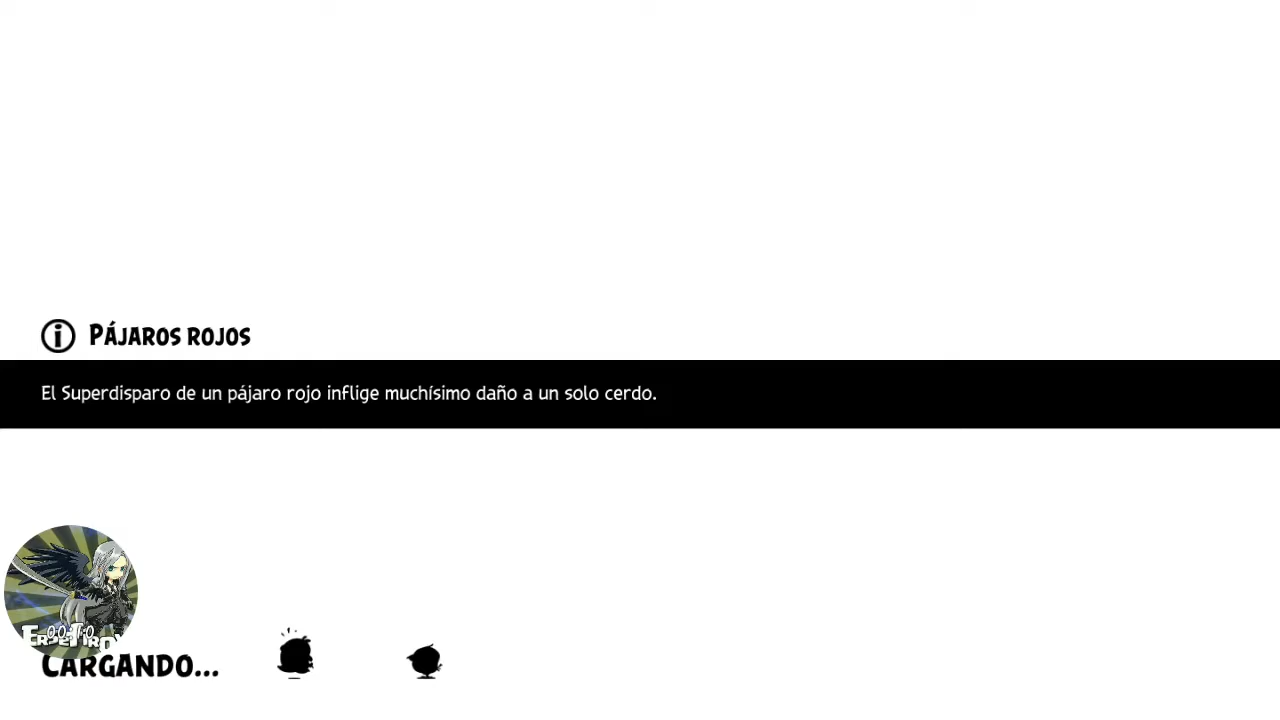 PÁJAROS ROJOS
El Superdisparo de un pájaro rojo inflige muchísimo daño a un solo cerdo.
CARGANDO...